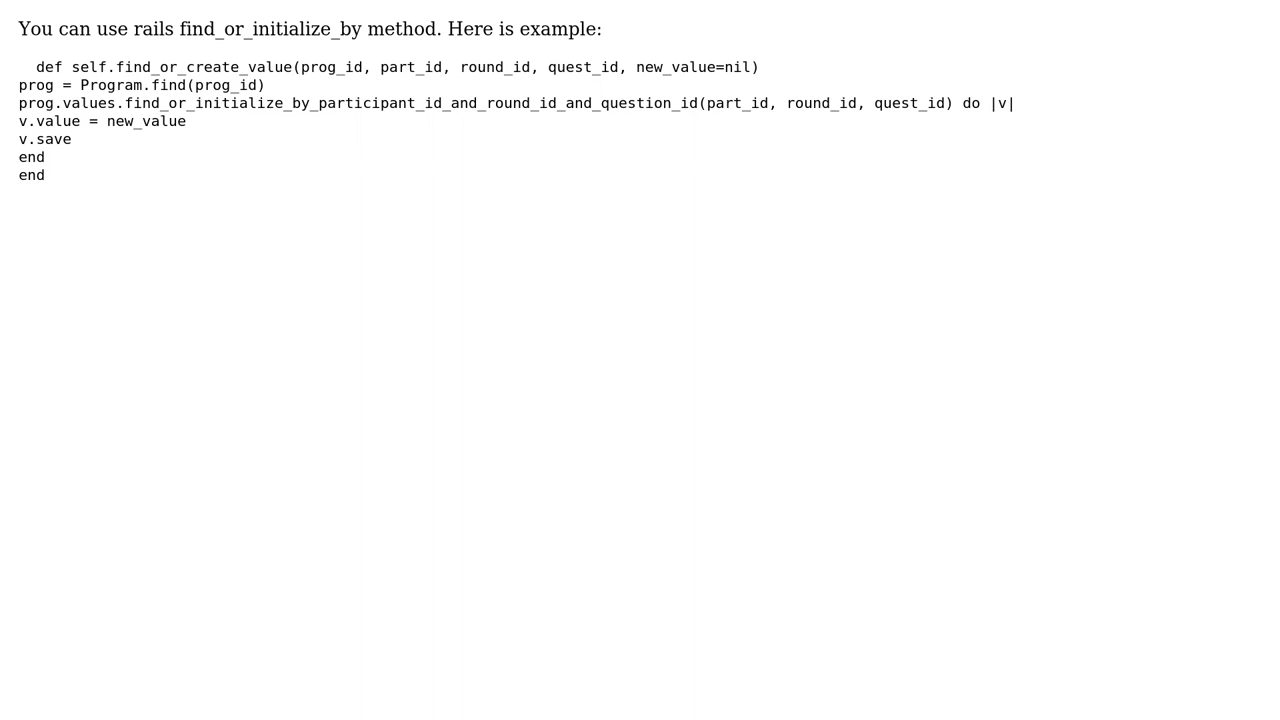 You can use rails find_or_initialize_by method. Here is example:
  def self.find_or_create_value(prog_id, part_id, round_id, quest_id, new_value=nil)
prog = Program.find(prog_id)
prog.values.find_or_initialize_by_participant_id_and_round_id_and_question_id(part_id, round_id, quest_id) do |v|
v.value = new_value
v.save
end
end